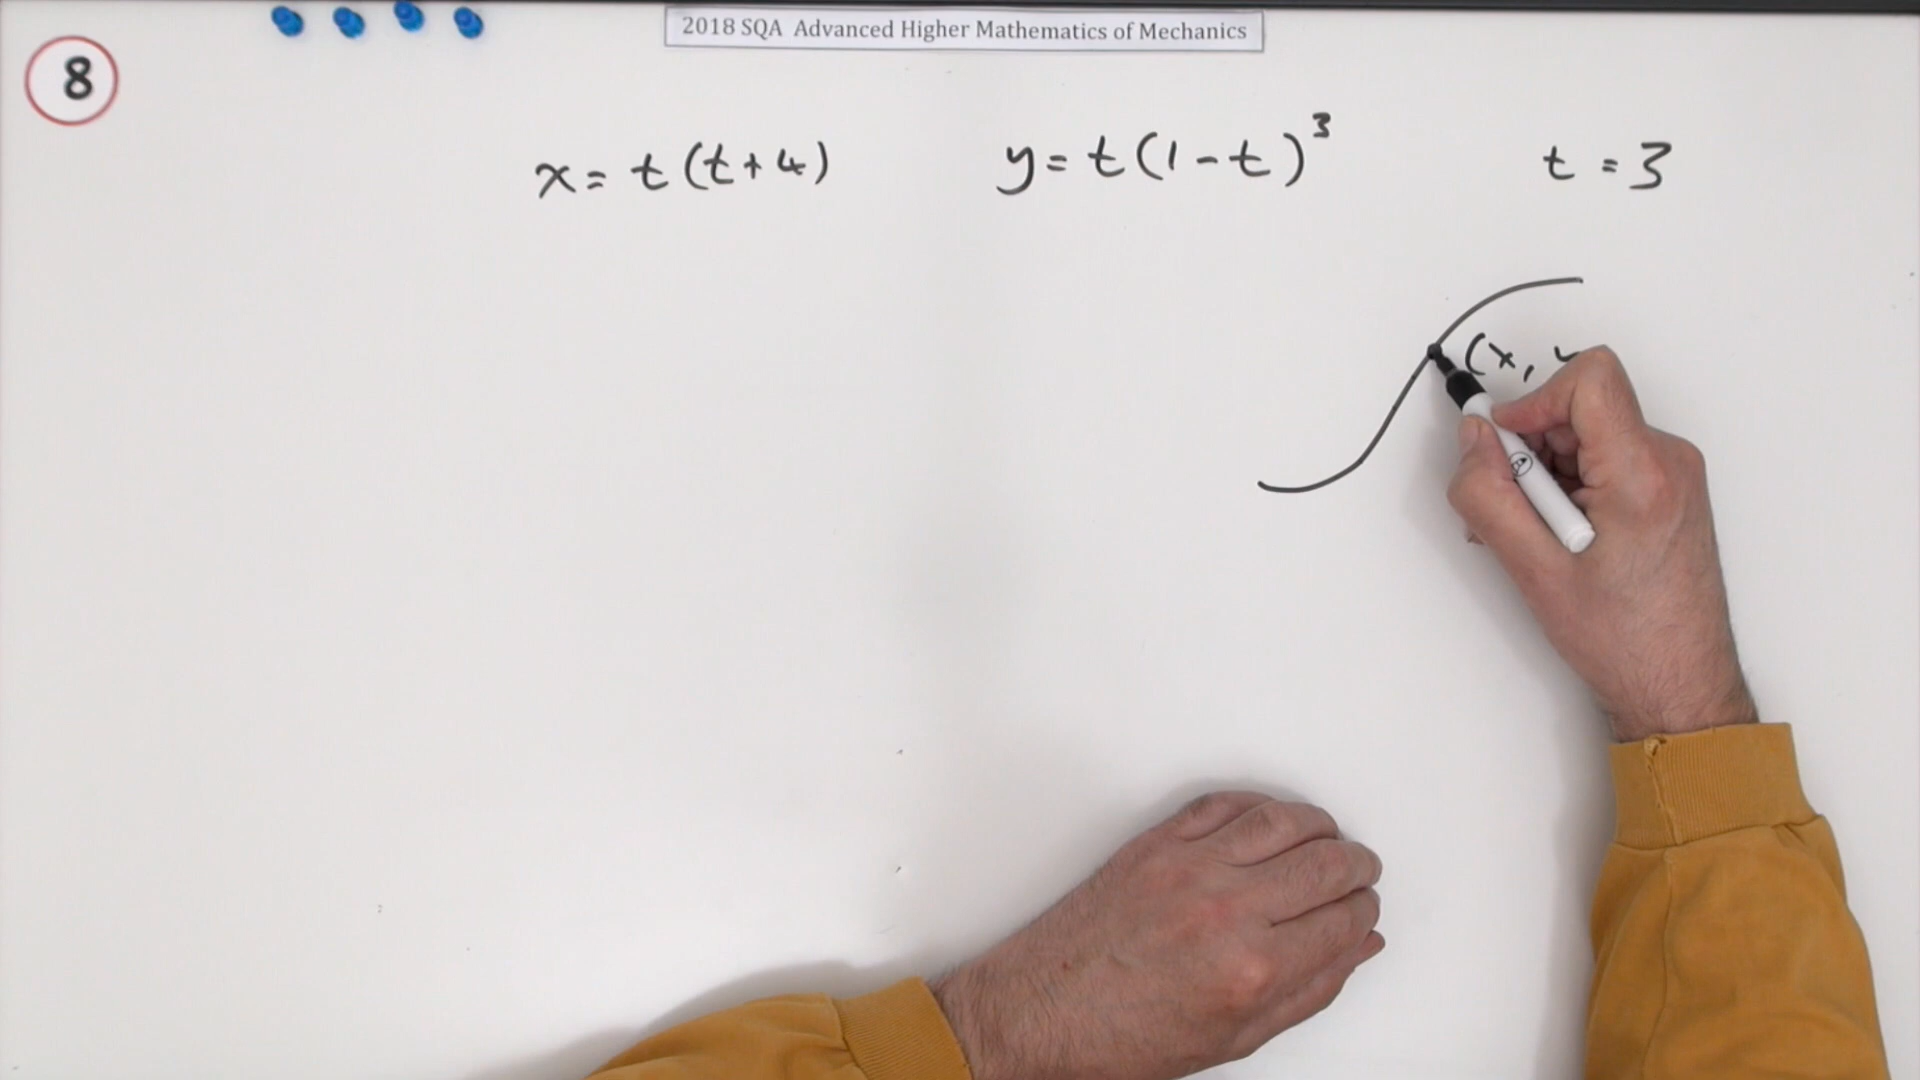 2018 SQA Advanced Higher Mathematics of Mechanics
8
x = t(t+4) y = t(1-t)³ t = 3
(x,